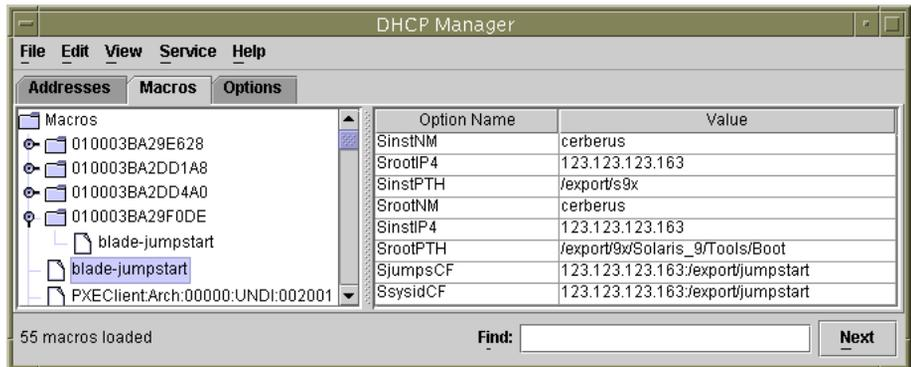 DHCP Manager
File Edit View Service Help
Addresses Macros Options
Macros
010003BA29E628
010003BA2DD1A8
010003BA2DD4A0
010003BA29F0DE
blade-jumpstart
blade-jumpstart
PXEClient:Arch:00000:UNDI:002001
Option Name Value
SinstNM cerberus
SrootIP4 123.123.123.163
SinstPTH /export/s9x
SrootNM cerberus
SinstIP4 123.123.123.163
SrootPTH /export/9x/Solaris_9/Tools/Boot
SjumpsCF 123.123.123.163:/export/jumpstart
SsysidCF 123.123.123.163:/export/jumpstart
55 macros loaded Find: Next